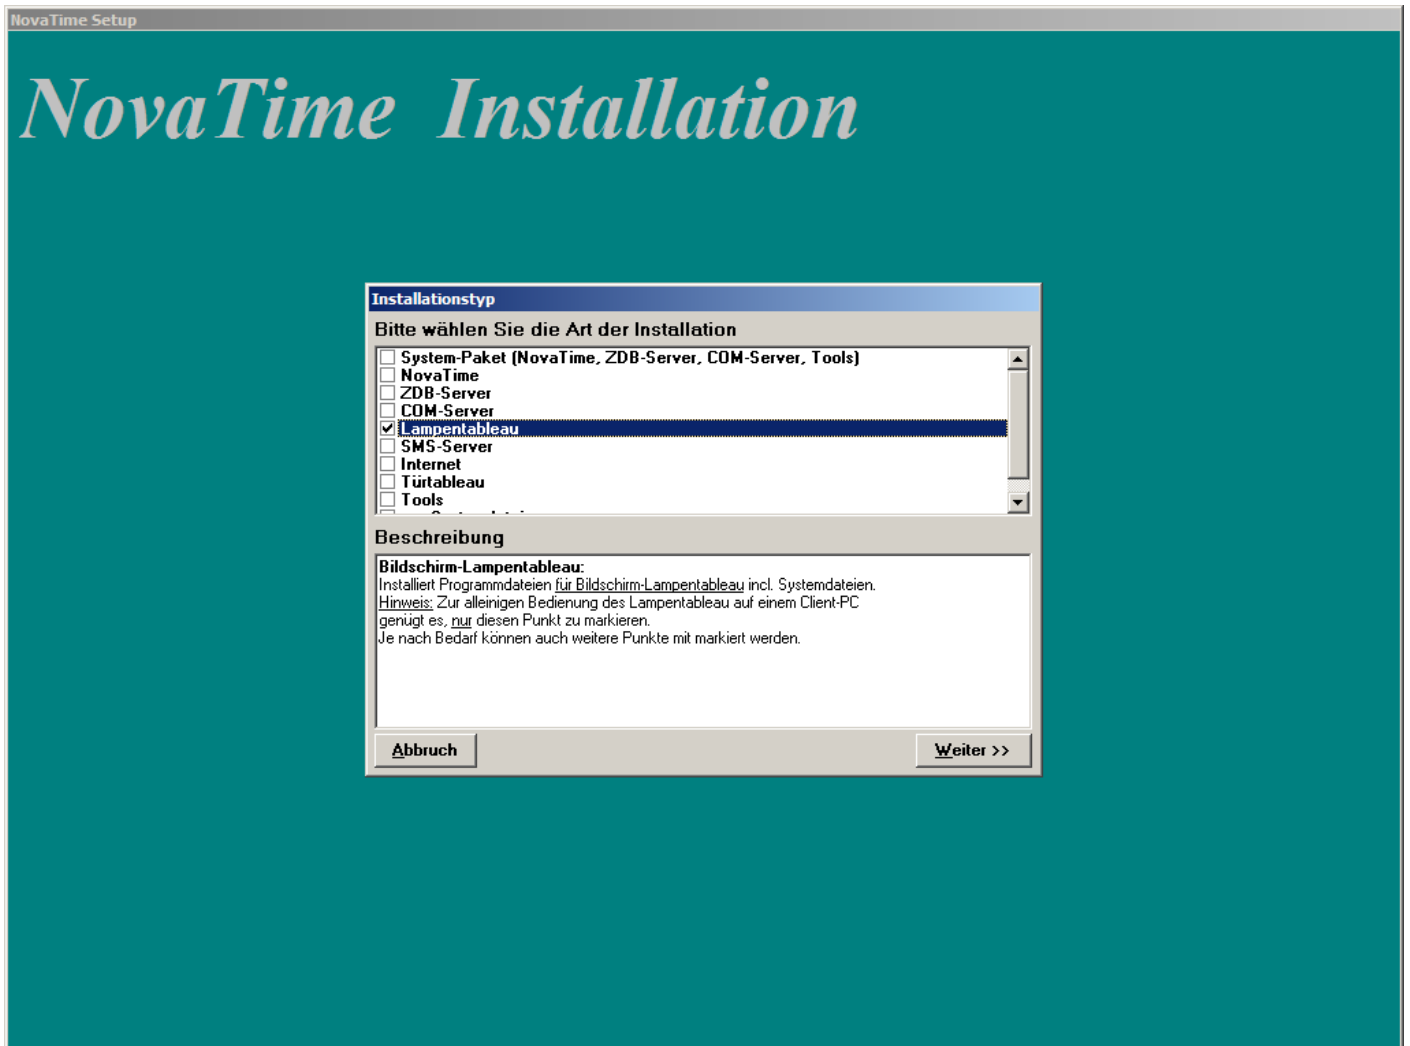 NovaTime Setup
NovaTime Installation
Installationstyp
Bitte wählen Sie die Art der Installation
System-Paket (NovaTime, ZDB-Server, COM-Server, Tools)
NovaTime
ZDB-Server
COM-Server
Lampentableau
SMS-Server
Internet
Türtableau
Tools
Beschreibung
Bildschirm-Lampentableau:
Installiert Programmdateien für Bildschirm-Lampentableau incl. Systemdateien.
Hinweis: Zur alleinigen Bedienung des Lampentableau auf einem Client-PC
genügt es, nur diesen Punkt zu markieren.
Je nach Bedarf können auch weitere Punkte mit markiert werden.
Abbruch
Weiter >>